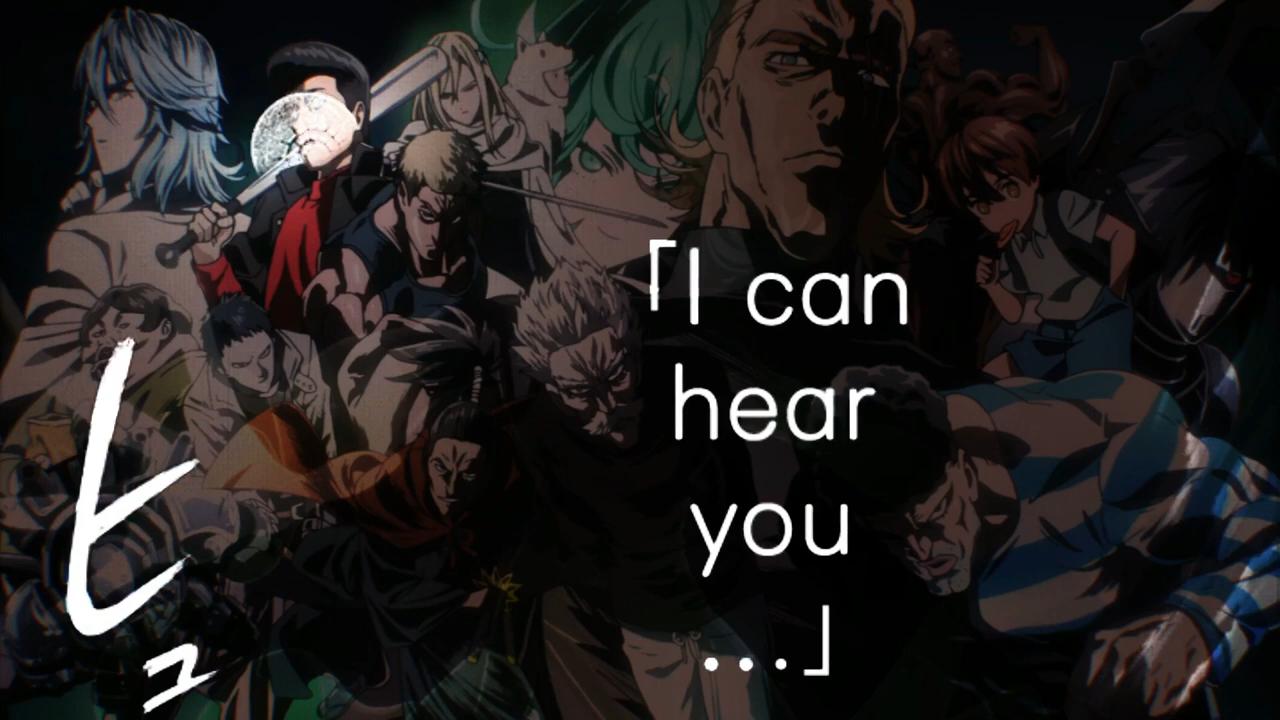 「I can
hear
you
...」
ヒュ